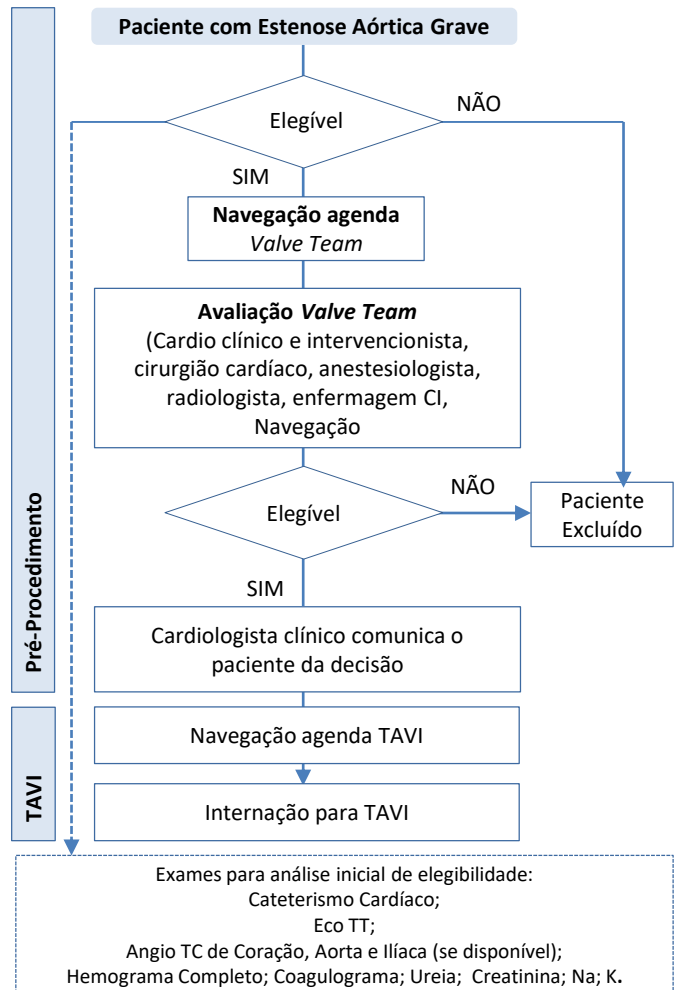 Paciente com Estenose Aórtica Grave
Elegível
NÃO
SIM
Navegação agenda
Valve Team
Avaliação Valve Team
(Cardio clínico e intervencionista,
cirurgião cardíaco, anestesiologista,
radiologista, enfermagem CI,
Navegação
Elegível
NÃO
Paciente
Excluído
SIM
Cardiologista clínico comunica o
paciente da decisão
Pré-Procedimento
Navegação agenda TAVI
Internação para TAVI
TAVI
Exames para análise inicial de elegibilidade:
Cateterismo Cardíaco;
Eco TT;
Angio TC de Coração, Aorta e Ilíaca (se disponível);
Hemograma Completo; Coagulograma; Ureia; Creatinina; Na; K.